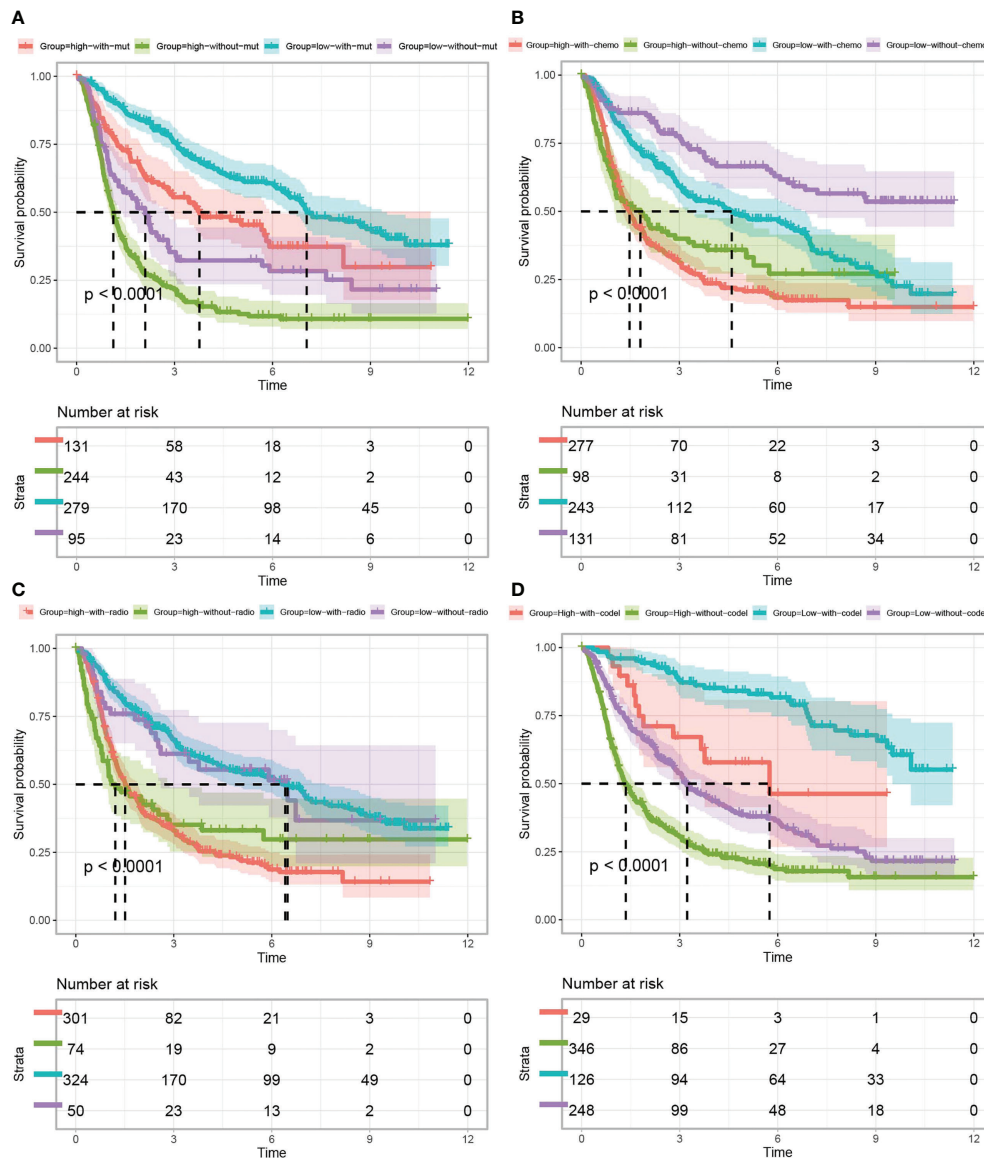 A
Group=high-with-mut Group=high-without-mut Group=low-with-mut Group=low-without-mut
Survival probability
1.00
0.75
0.50
0.25
0.00
p < 0.0001
0 3 6 9 12
Time
Number at risk
Strata
131 58 18 3 0
244 43 12 2 0
279 170 98 45 0
95 23 14 6 0
0 3 6 9 12
Time
B
Group=high-with-chemo Group=high-without-chemo Group=low-with-chemo Group=low-without-chemo
Survival probability
1.00
0.75
0.50
0.25
0.00
p < 0.0001
0 3 6 9 12
Time
Number at risk
Strata
277 70 22 3 0
98 31 8 2 0
243 112 60 17 0
131 81 52 34 0
0 3 6 9 12
Time
C
Group=high-with-radio Group=high-without-radio Group=low-with-radio Group=low-without-radio
Survival probability
1.00
0.75
0.50
0.25
0.00
p < 0.0001
0 3 6 9 12
Time
Number at risk
Strata
301 82 21 3 0
74 19 9 2 0
324 170 99 49 0
50 23 13 2 0
0 3 6 9 12
Time
D
Group=High-with-codel Group=High-without-codel Group=Low-with-codel Group=Low-without-codel
Survival probability
1.00
0.75
0.50
0.25
0.00
p < 0.0001
0 3 6 9 12
Time
Number at risk
Strata
29 15 3 1 0
346 86 27 4 0
126 94 64 33 0
248 99 48 18 0
0 3 6 9 12
Time